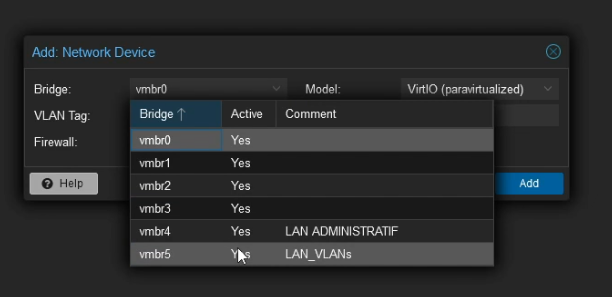 Add: Network Device
Bridge: vmbr0 Model: VirtIO (paravirtualized)
VLAN Tag:
Firewall:
Bridge Active Comment
vmbr0 Yes
vmbr1 Yes
vmbr2 Yes
vmbr3 Yes
vmbr4 Yes LAN ADMINISTRATIF
vmbr5 Yes LAN_VLANs
Help Add